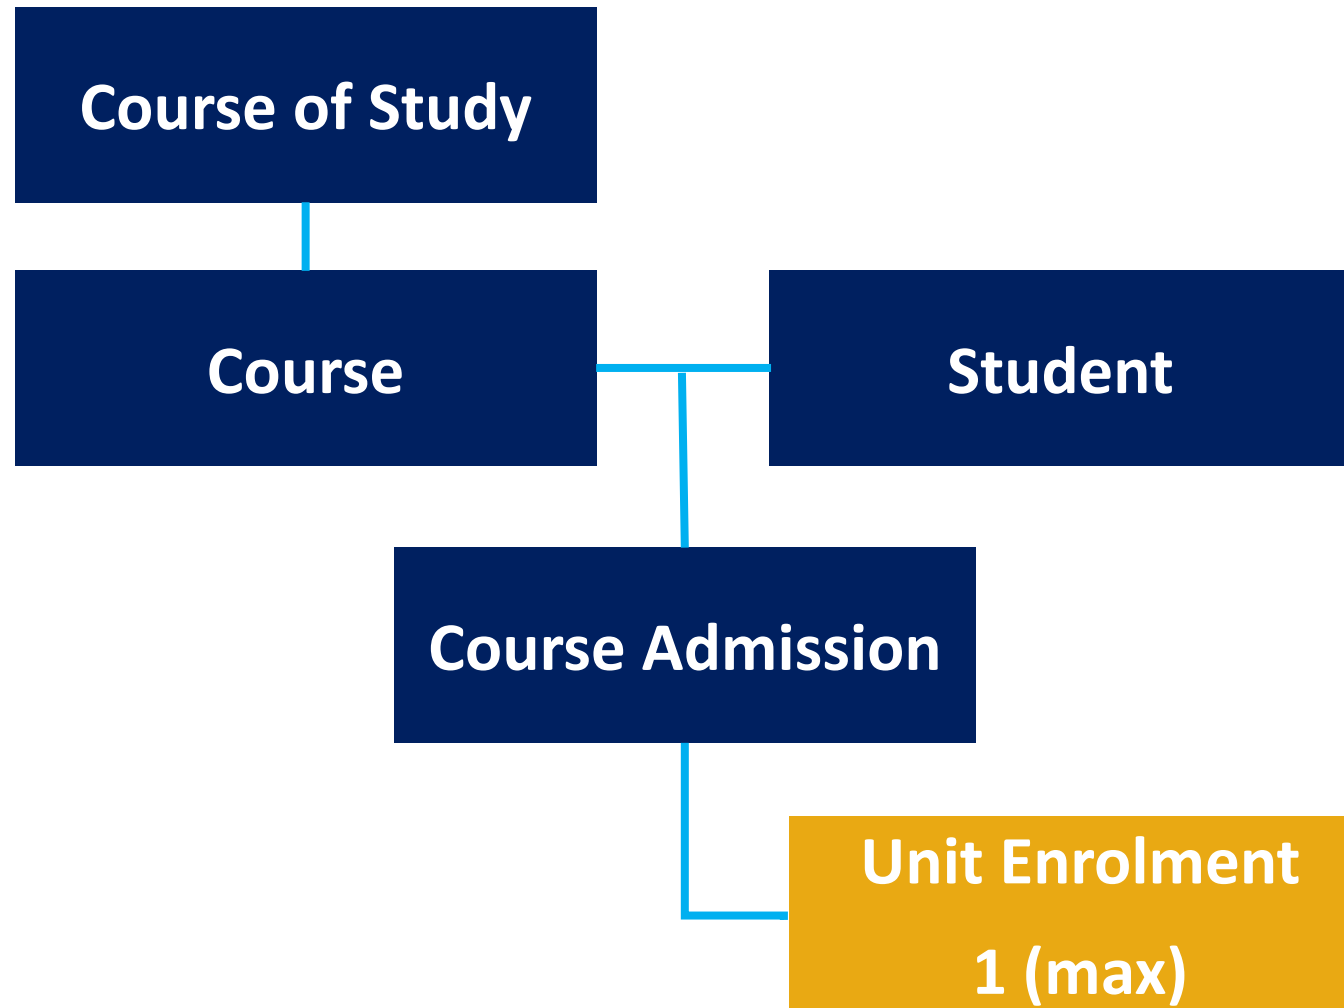 Course of Study
Course
Student
Course Admission
Unit Enrolment
1 (max)